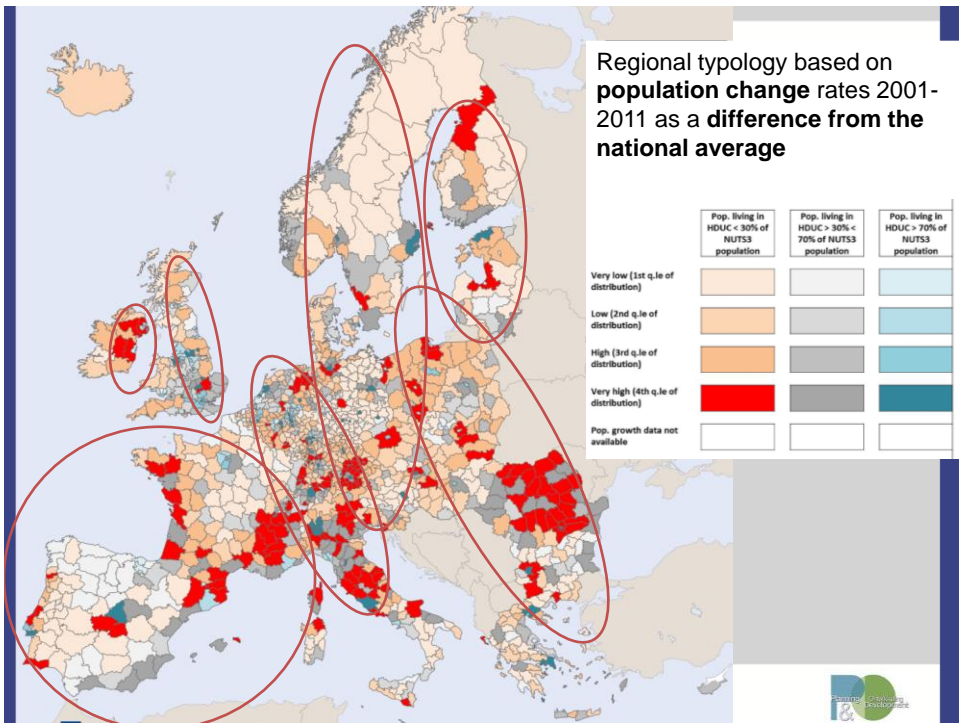 Regional typology based on
population change rates 2001-
2011 as a difference from the
national average
Pop. living in
HDUC < 30% of
NUTS3
population
Pop. living in
HDUC > 30% <
70% of NUTS3
population
Pop. living in
HDUC > 70% of
NUTS3
population
Very low (1st q.le of
distribution)
Low (2nd q.le of
distribution)
High (3rd q.le of
distribution)
Very high (4th q.le of
distribution)
Pop. growth data not
available
Planning
&
Development